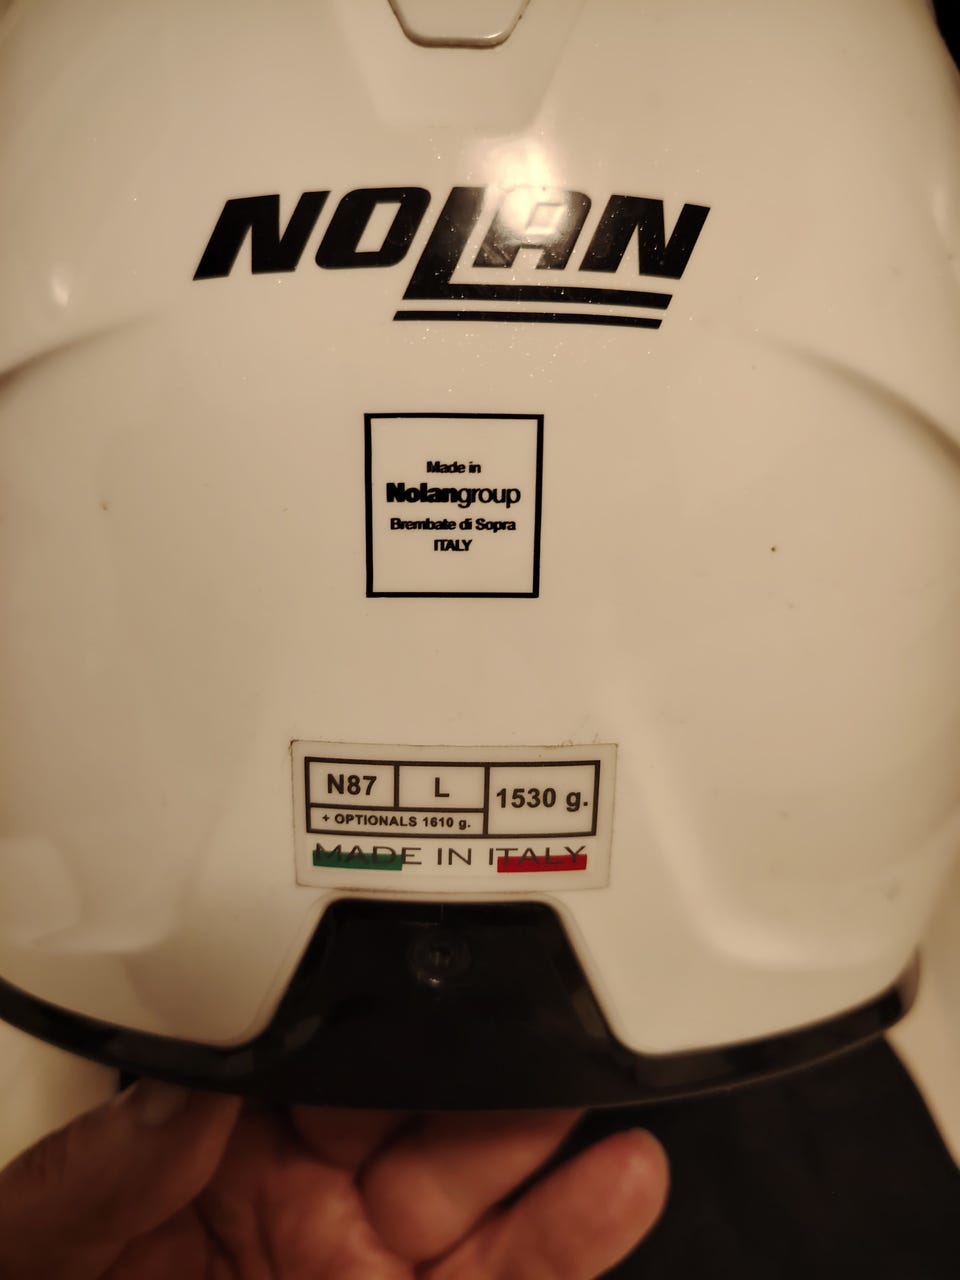 NOLAN
Made in
Nolangroup
Brembate di Sopra
ITALY
N87 L 1530 g.
+ OPTIONALS 1610 g.
MADE IN ITALY